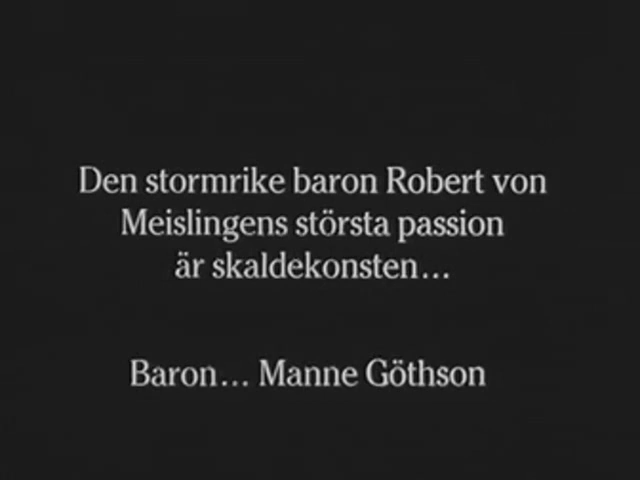 Den stormrike baron Robert von
Meislingens största passion
är skaldekonsten...
Baron... Manne Göthson